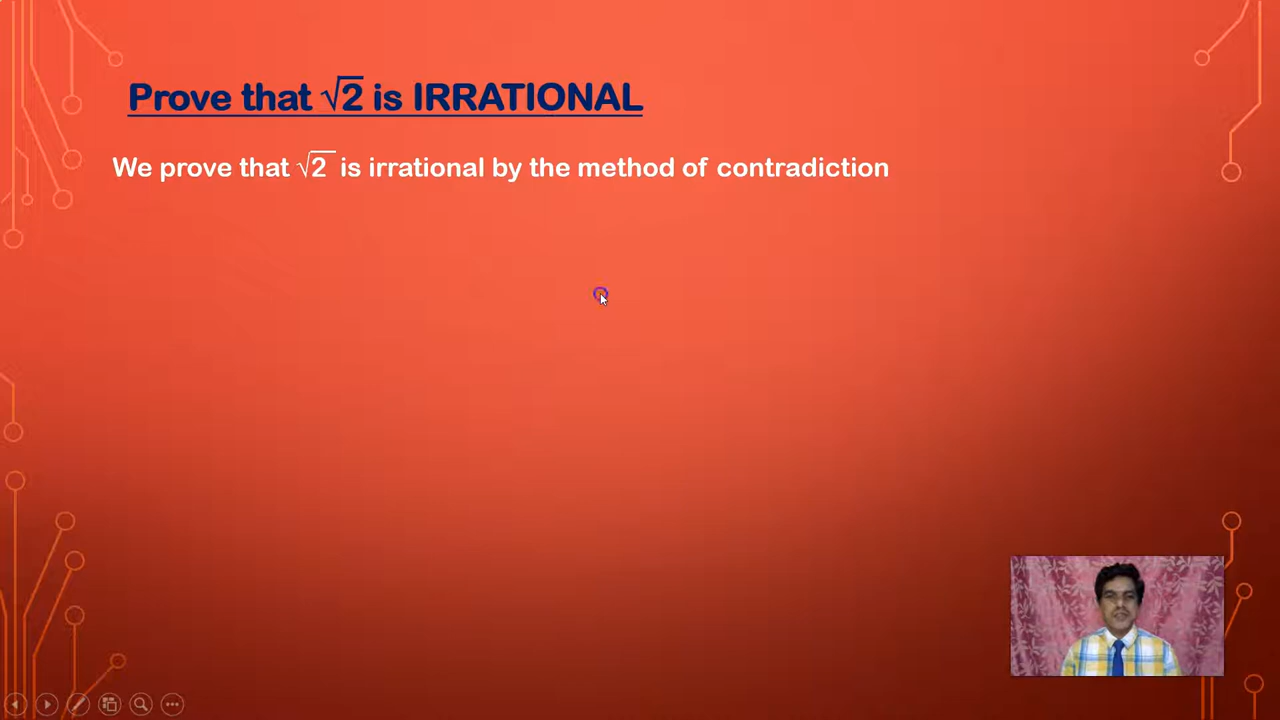 Prove that √2 is IRRATIONAL
We prove that √2 is irrational by the method of contradiction